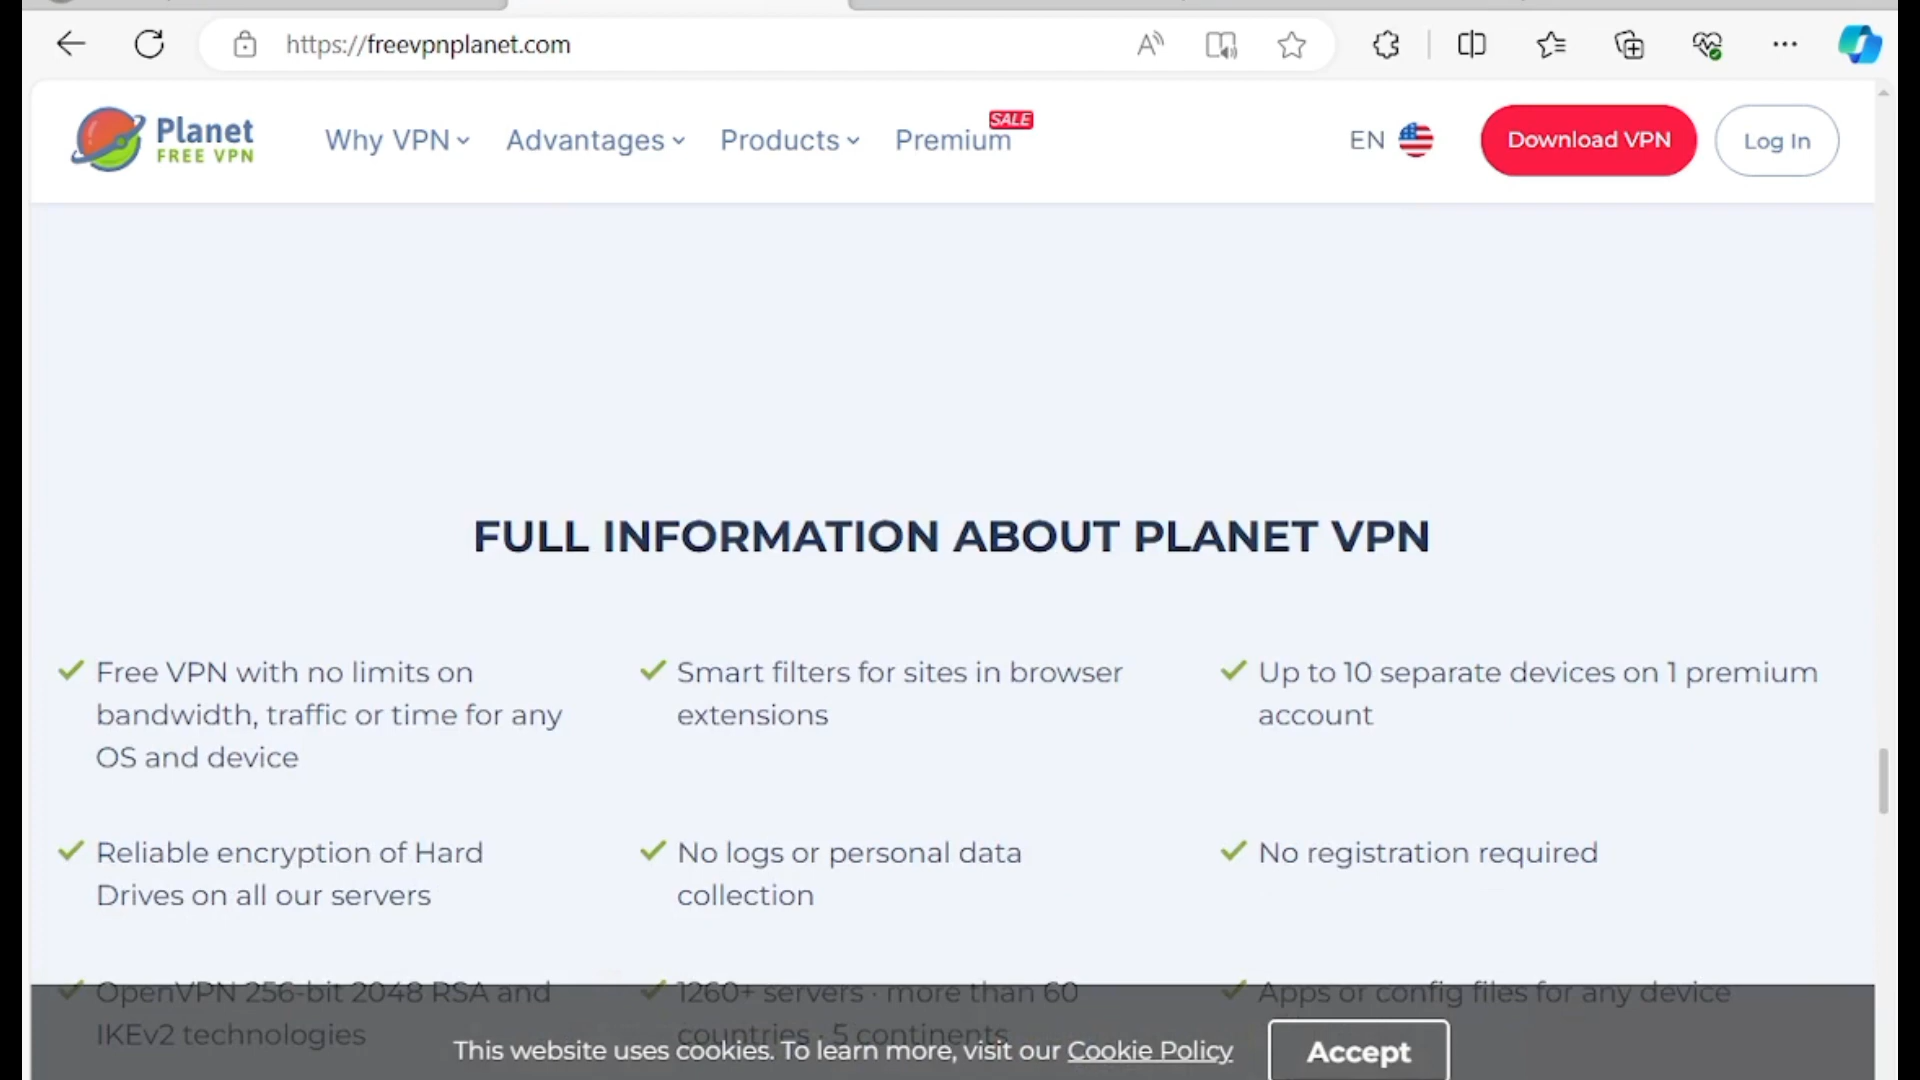 https://freevpnplanet.com
Planet
FREE VPN
Why VPN
Advantages
Products
Premium
SALE
EN
Download VPN
Log In
FULL INFORMATION ABOUT PLANET VPN
Free VPN with no limits on
bandwidth, traffic or time for any
OS and device
Smart filters for sites in browser
extensions
Up to 10 separate devices on 1 premium
account
Reliable encryption of Hard
Drives on all our servers
No logs or personal data
collection
No registration required
OpenVPN 256-bit 2048 RSA and
IKEv2 technologies
1260+ servers · more than 60
countries · 5 continents
Apps or config files for any device
This website uses cookies. To learn more, visit our Cookie Policy
Accept